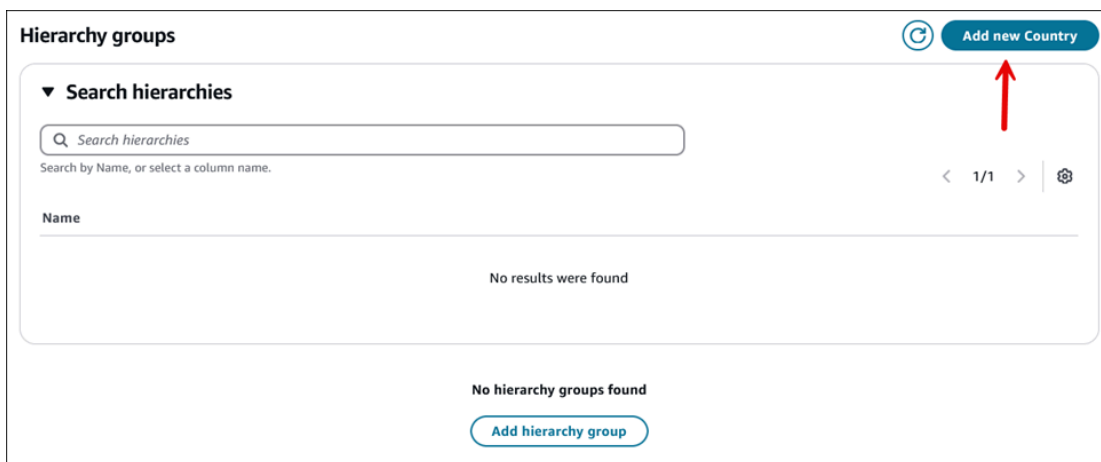 Hierarchy groups
Add new Country
Search hierarchies
Search hierarchies
Search by Name, or select a column name.
1/1
Name
No results were found
No hierarchy groups found
Add hierarchy group